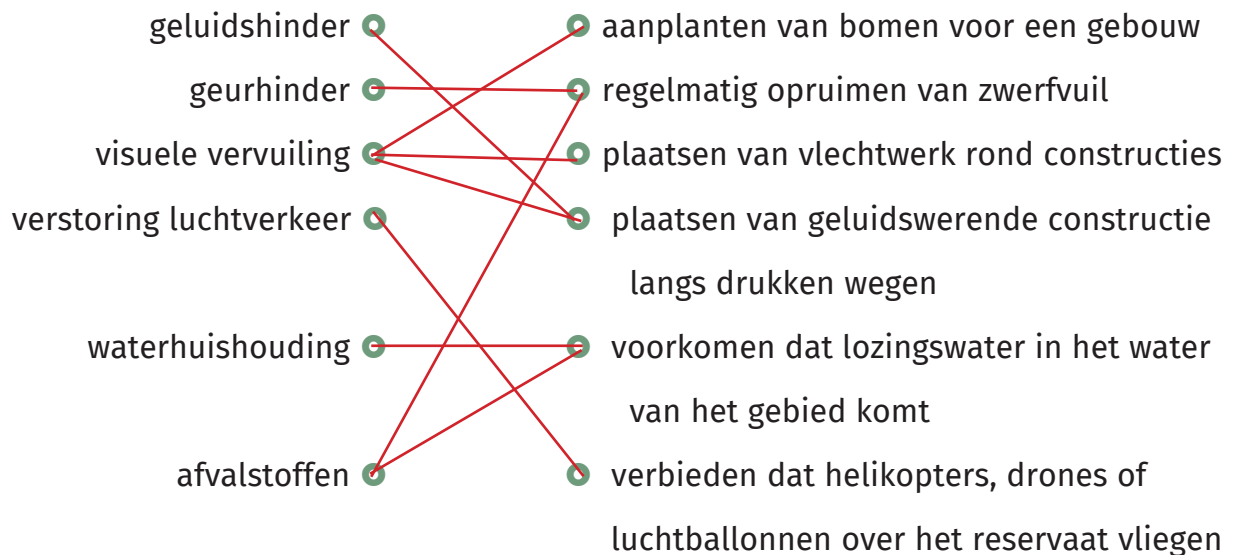 geluidshinder
geurhinder
visuele vervuiling
verstoring luchtverkeer
waterhuishouding
afvalstoffen
aanplanten van bomen voor een gebouw
regelmatig opruimen van zwerfvuil
plaatsen van vlechtwerk rond constructies
plaatsen van geluidswerende constructie
langs drukken wegen
voorkomen dat lozingswater in het water
van het gebied komt
verbieden dat helikopters, drones of
luchtballonnen over het reservaat vliegen